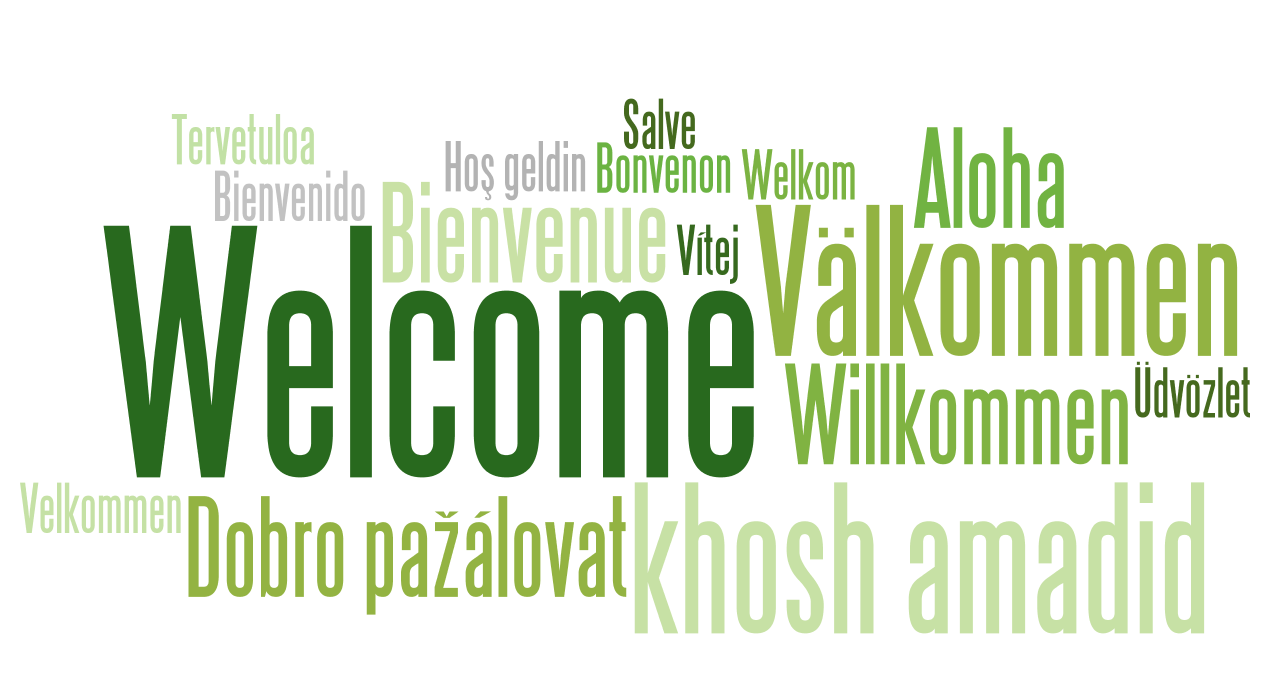 Salve
Tervetuloa
Hoş geldin
Bonvenon
Welkom
Aloha
Bienvenido
Bienvenue
Vítej
Välkommen
Welcome
Willkommen
Üdvözlet
Velkommen
Dobro pažálovat
khosh amadid